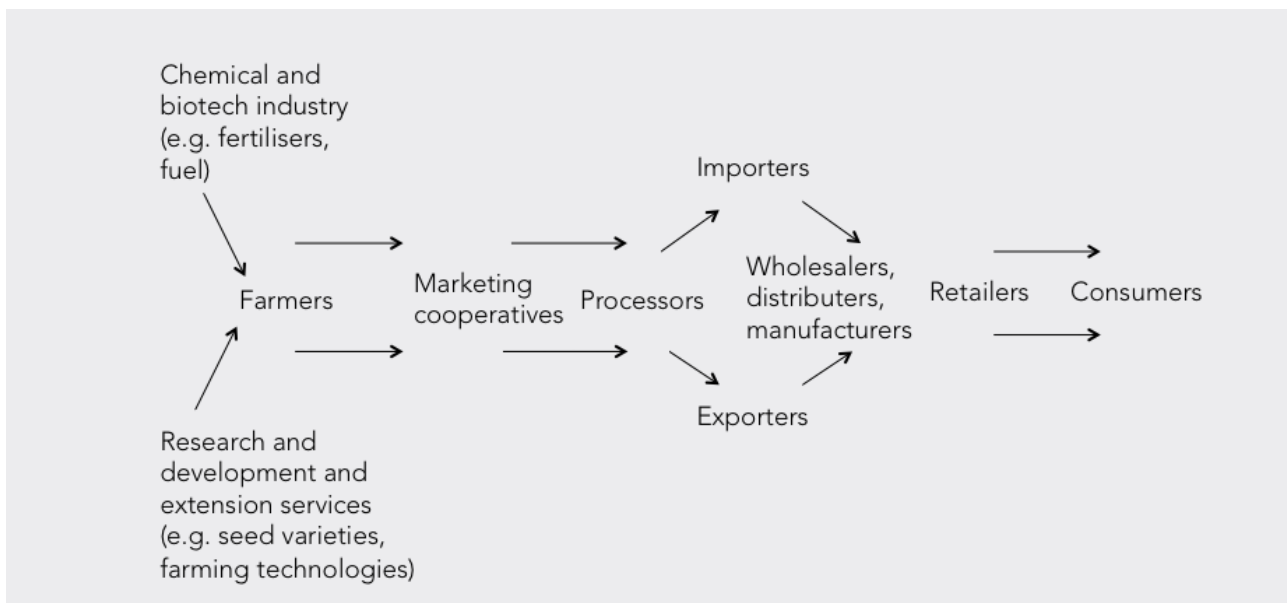 Chemical and
biotech industry
(e.g. fertilisers,
fuel)
Importers
Farmers
Marketing
cooperatives
Processors
Wholesalers,
distributers,
manufacturers
Retailers
Consumers
Exporters
Research and
development and
extension services
(e.g. seed varieties,
farming technologies)